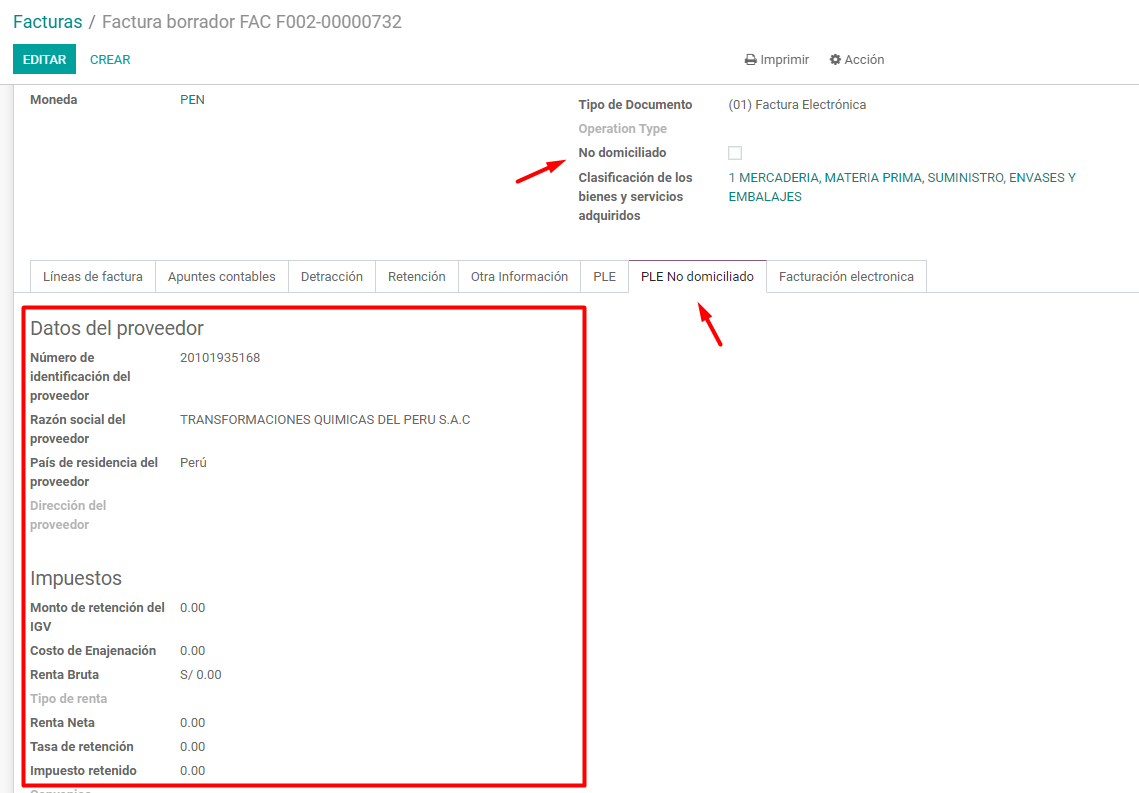 Facturas / Factura borrador FAC F002-00000732
EDITAR CREAR Imprimir Acción
Moneda PEN
Tipo de Documento (01) Factura Electrónica
Operation Type
No domiciliado
Clasificación de los 1 MERCADERIA, MATERIA PRIMA, SUMINISTRO, ENVASES Y
bienes y servicios EMBALAJES
adquiridos
Líneas de factura Apuntes contables Detracción Retención Otra Información PLE PLE No domiciliado Facturación electronica
Datos del proveedor
Número de 20101935168
identificación del
proveedor
Razón social del TRANSFORMACIONES QUIMICAS DEL PERU S.A.C
proveedor
País de residencia del Perú
proveedor
Dirección del
proveedor
Impuestos
Monto de retención del 0.00
IGV
Costo de Enajenación 0.00
Renta Bruta S/ 0.00
Tipo de renta
Renta Neta 0.00
Tasa de retención 0.00
Impuesto retenido 0.00